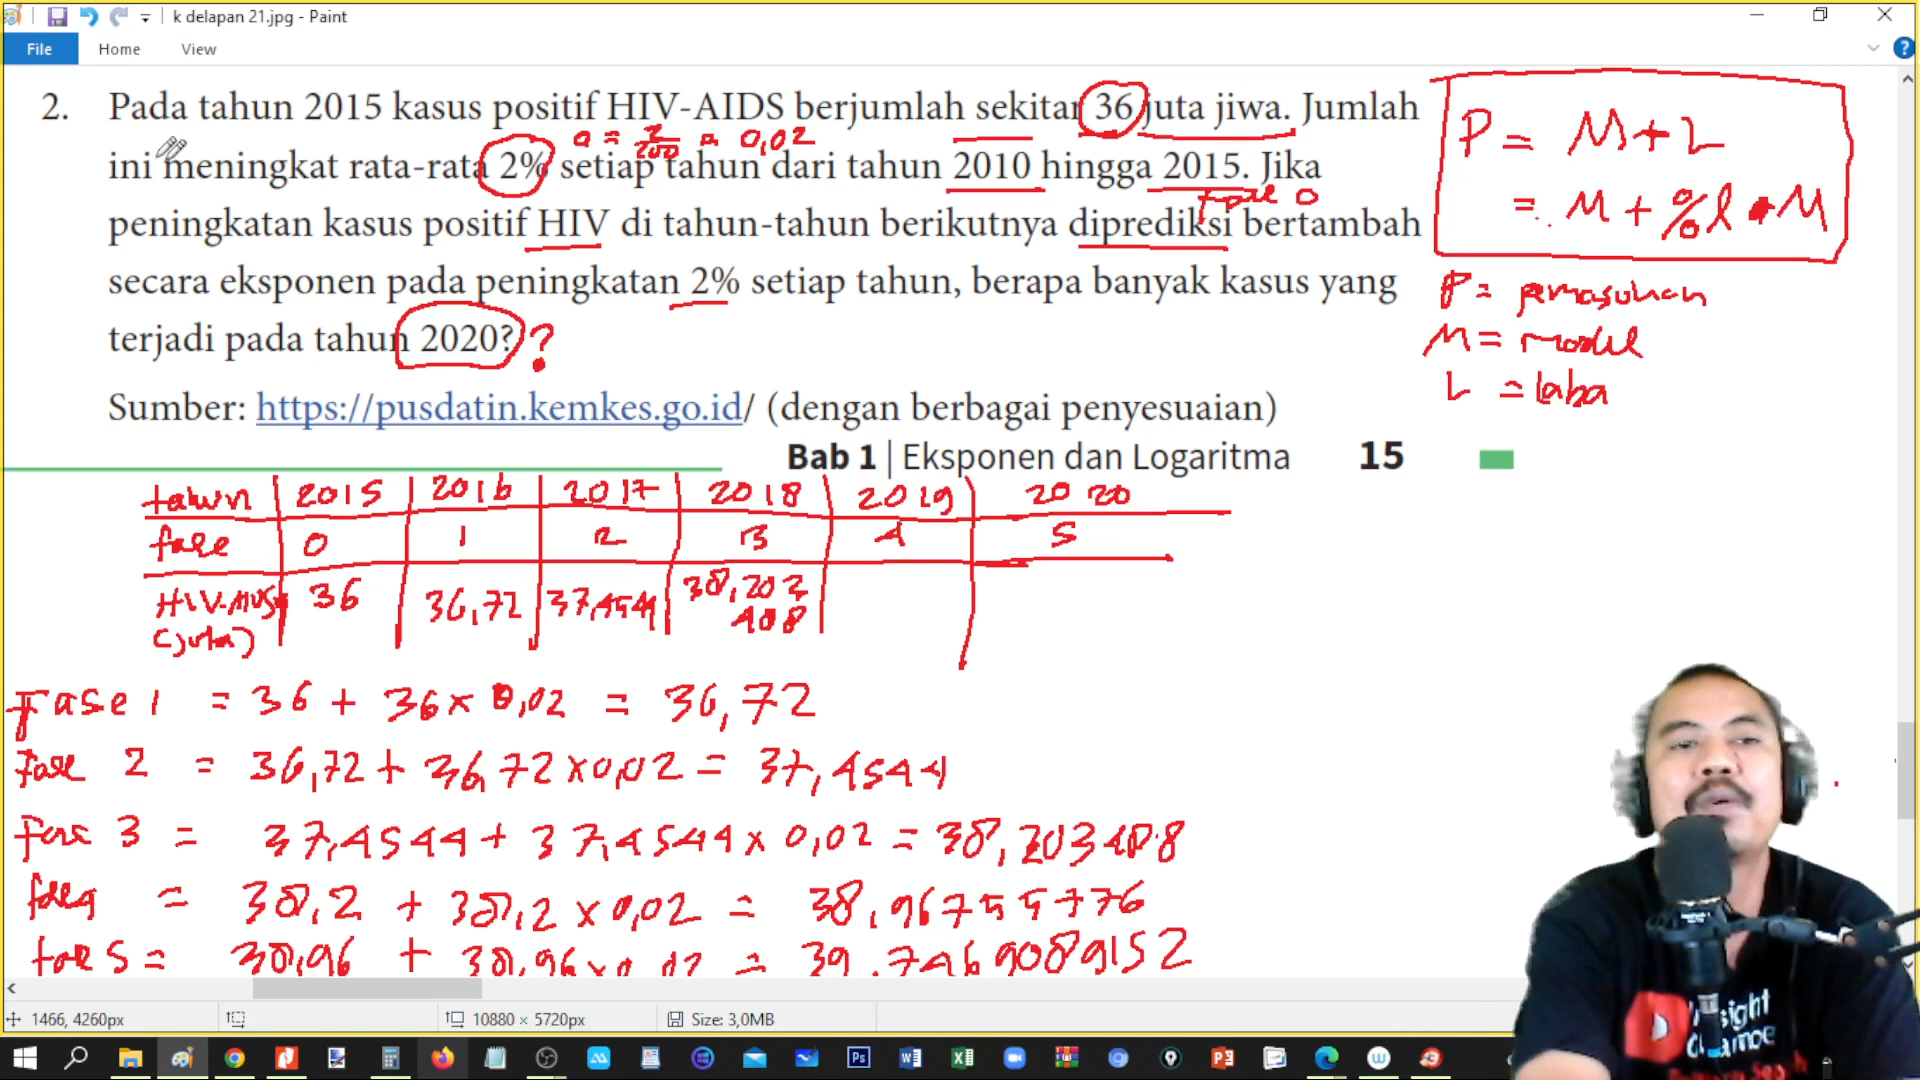 k delapan 21.jpg - Paint
File Home View
2. Pada tahun 2015 kasus positif HIV-AIDS berjumlah sekitar 36 juta jiwa. Jumlah
ini meningkat rata-rata 2% setiap tahun dari tahun 2010 hingga 2015. Jika
peningkatan kasus positif HIV di tahun-tahun berikutnya diprediksi bertambah
secara eksponen pada peningkatan 2% setiap tahun, berapa banyak kasus yang
terjadi pada tahun 2020? ?
Sumber: https://pusdatin.kemkes.go.id/ (dengan berbagai penyesuaian)
Bab 1 | Eksponen dan Logaritma 15
= 0,02
fase 0
P = M + L
= M + % l • M
P = pemasukan
M = modal
L = laba
tahun 2015 2016 2017 2018 2019 2020
fase 0 1 2 3 4 5
HIV-AIDS 36 36,72 37,4544 38,203
(juta) 408
Fase 1 = 36 + 36 x 0,02 = 36,72
Fase 2 = 36,72 + 36,72 x 0,02 = 37,4544
fase 3 = 37,4544 + 37,4544 x 0,02 = 38,203408
fase 4 = 38,2 + 38,2 x 0,02 = 38,96755776
fase 5 = 38,96 + 38,96 x 0,02 = 39,7469089152
1466, 4260px 10880 × 5720px Size: 3,0MB